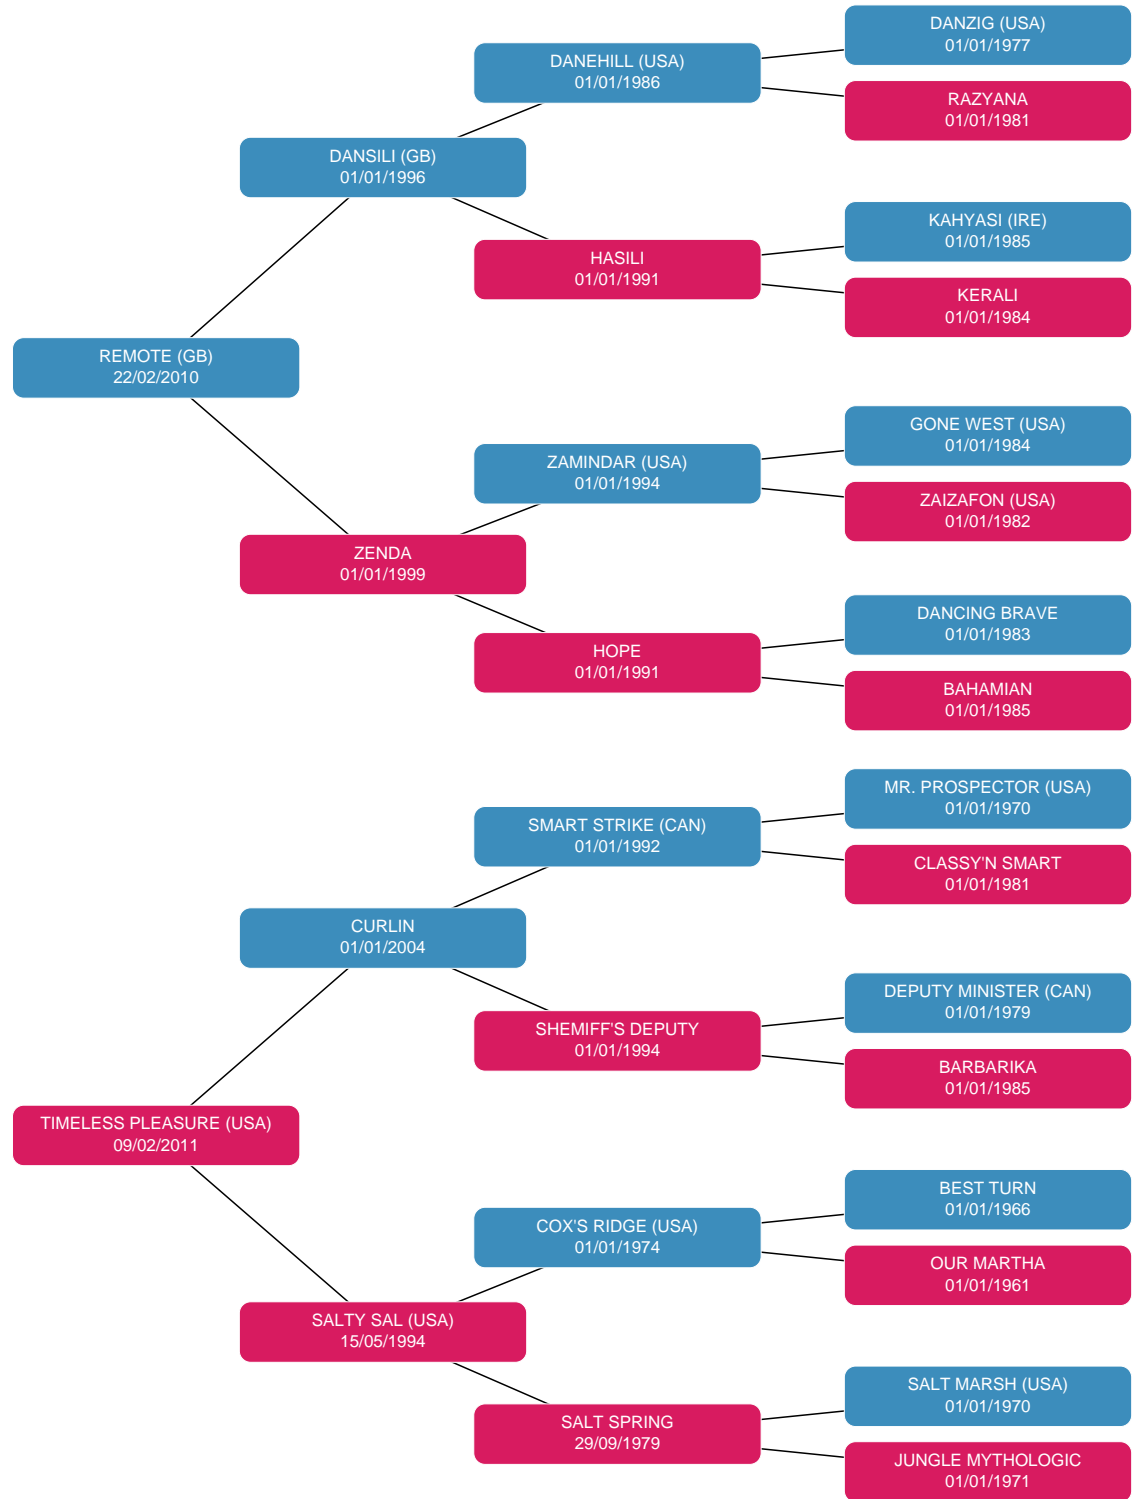 DANZIG (USA)
01/01/1977
DANEHILL (USA)
01/01/1986
RAZYANA
01/01/1981
DANSILI (GB)
01/01/1996
KAHYASI (IRE)
01/01/1985
HASILI
01/01/1991
KERALI
01/01/1984
REMOTE (GB)
22/02/2010
GONE WEST (USA)
01/01/1984
ZAMINDAR (USA)
01/01/1994
ZAIZAFON (USA)
01/01/1982
ZENDA
01/01/1999
DANCING BRAVE
01/01/1983
HOPE
01/01/1991
BAHAMIAN
01/01/1985
MR. PROSPECTOR (USA)
01/01/1970
SMART STRIKE (CAN)
01/01/1992
CLASSY'N SMART
01/01/1981
CURLIN
01/01/2004
DEPUTY MINISTER (CAN)
01/01/1979
SHEMIFF'S DEPUTY
01/01/1994
BARBARIKA
01/01/1985
TIMELESS PLEASURE (USA)
09/02/2011
BEST TURN
01/01/1966
COX'S RIDGE (USA)
01/01/1974
OUR MARTHA
01/01/1961
SALTY SAL (USA)
15/05/1994
SALT MARSH (USA)
01/01/1970
SALT SPRING
29/09/1979
JUNGLE MYTHOLOGIC
01/01/1971